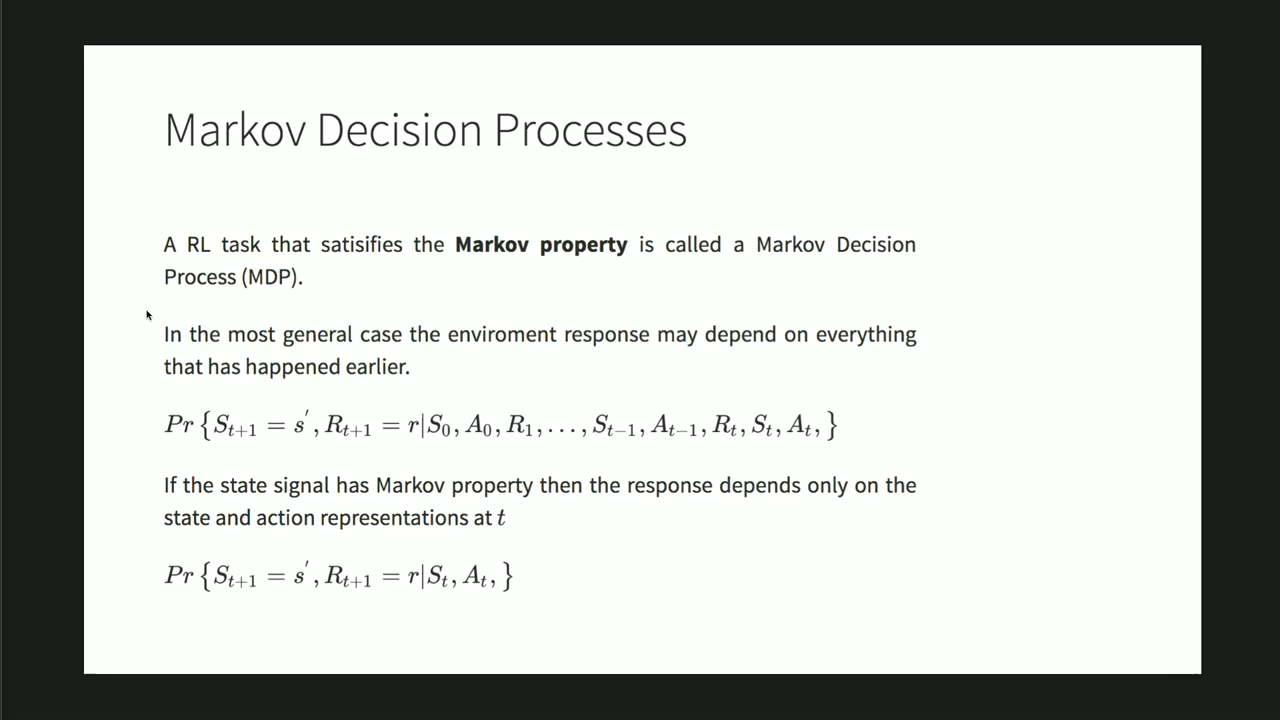 Markov Decision Processes
A RL task that satisifies the Markov property is called a Markov Decision
Process (MDP).
In the most general case the enviroment response may depend on everything
that has happened earlier.
Pr {S_{t+1} = s', R_{t+1} = r|S_0, A_0, R_1, ..., S_{t−1}, A_{t−1}, R_t, S_t, A_t, }
If the state signal has Markov property then the response depends only on the
state and action representations at t
Pr {S_{t+1} = s', R_{t+1} = r|S_t, A_t, }